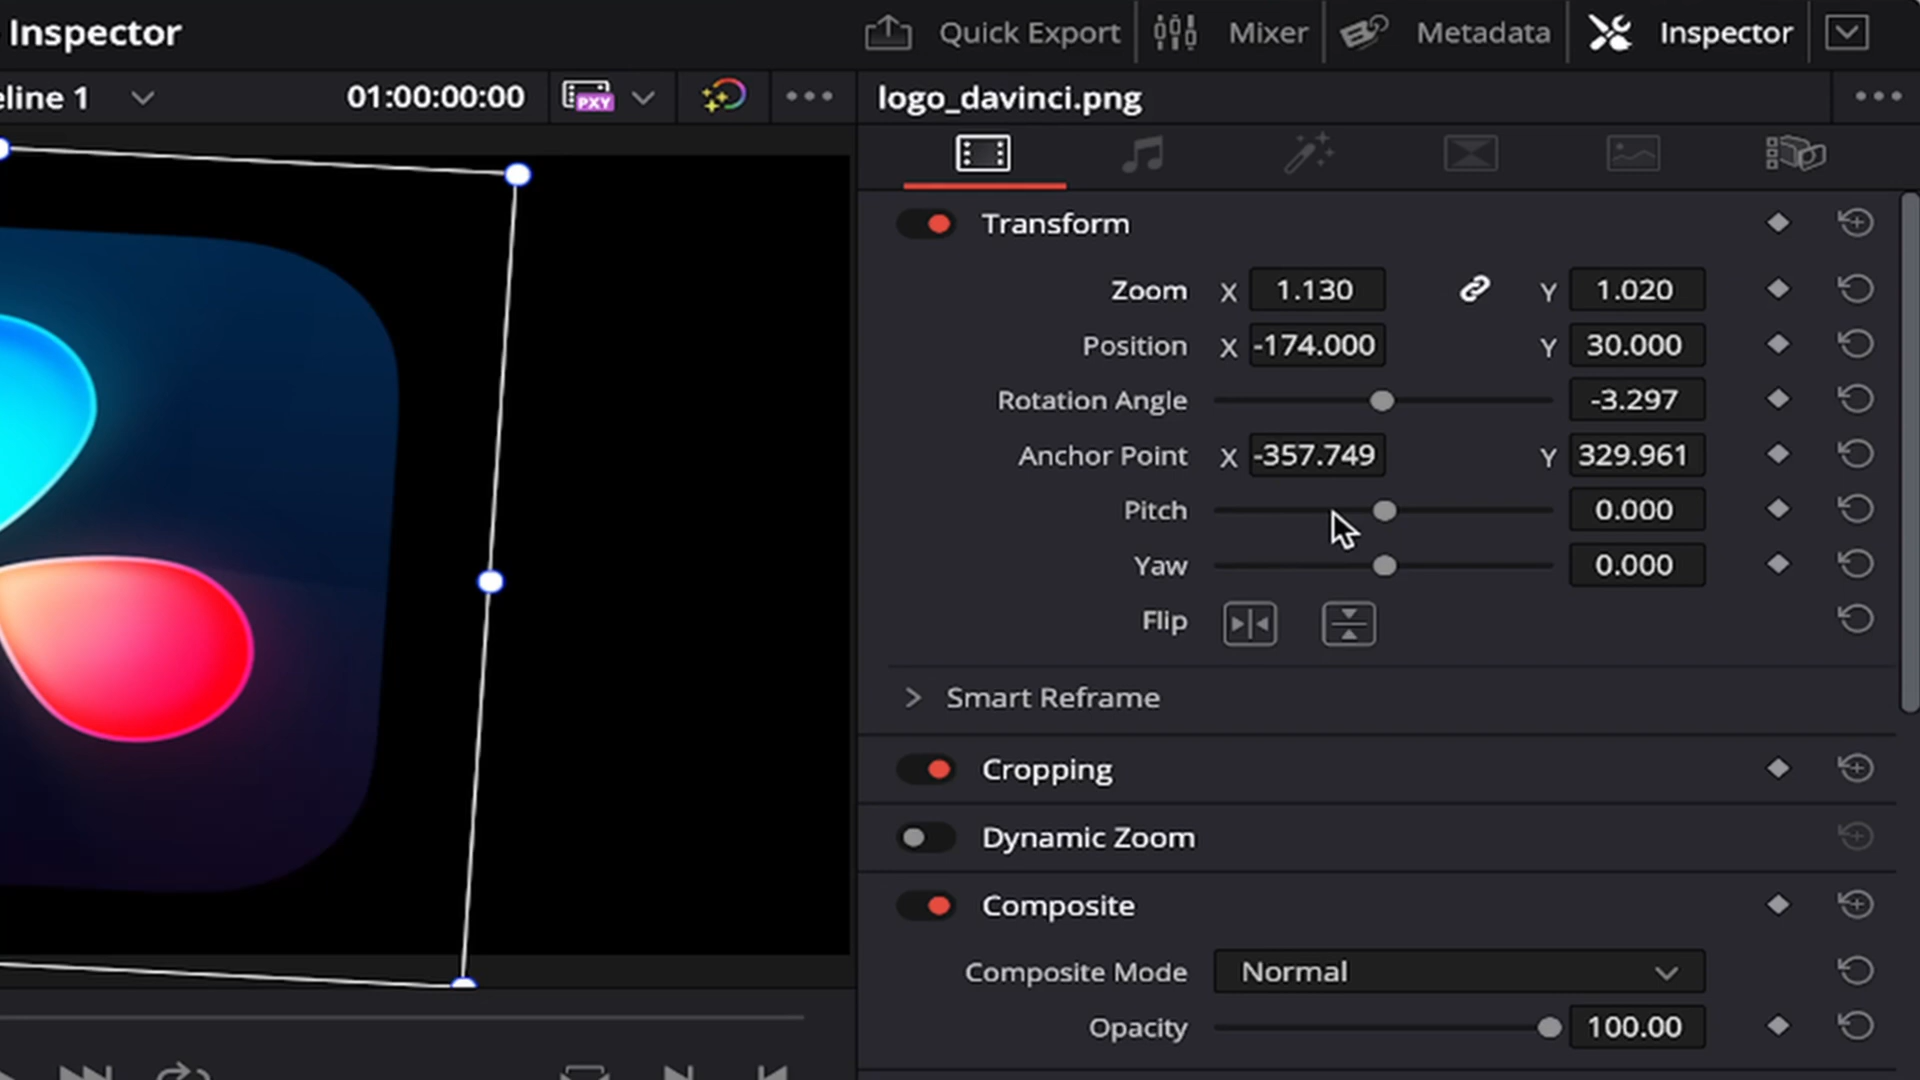 Inspector
Quick Export
Mixer
Metadata
Inspector
eline 1
01:00:00:00
PXY
logo_davinci.png
Transform
Zoom X 1.130 Y 1.020
Position X -174.000 Y 30.000
Rotation Angle -3.297
Anchor Point X -357.749 Y 329.961
Pitch 0.000
Yaw 0.000
Flip
Smart Reframe
Cropping
Dynamic Zoom
Composite
Composite Mode Normal
Opacity 100.00